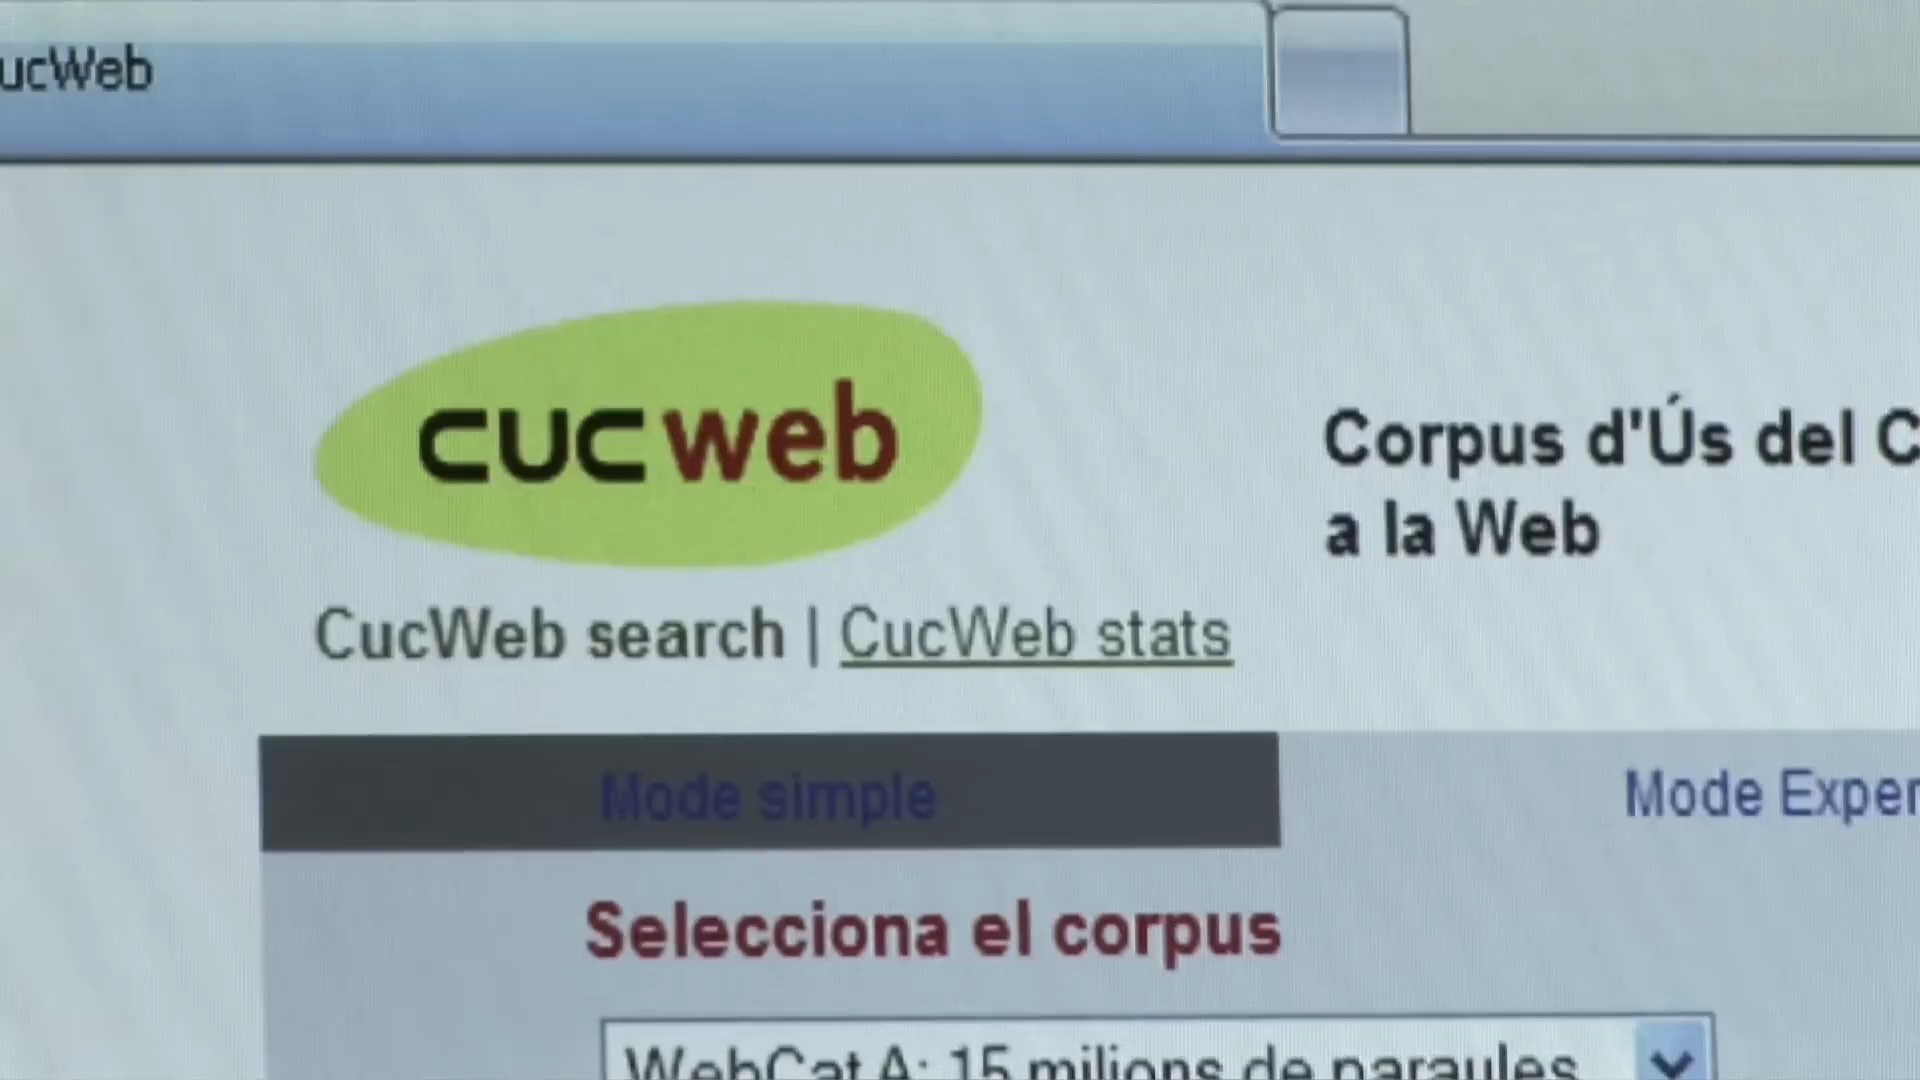 ucWeb
cucweb
Corpus d'Ús del C
a la Web
CucWeb search | CucWeb stats
Mode simple
Mode Exper
Selecciona el corpus
WebCat A: 15 milions de paraules